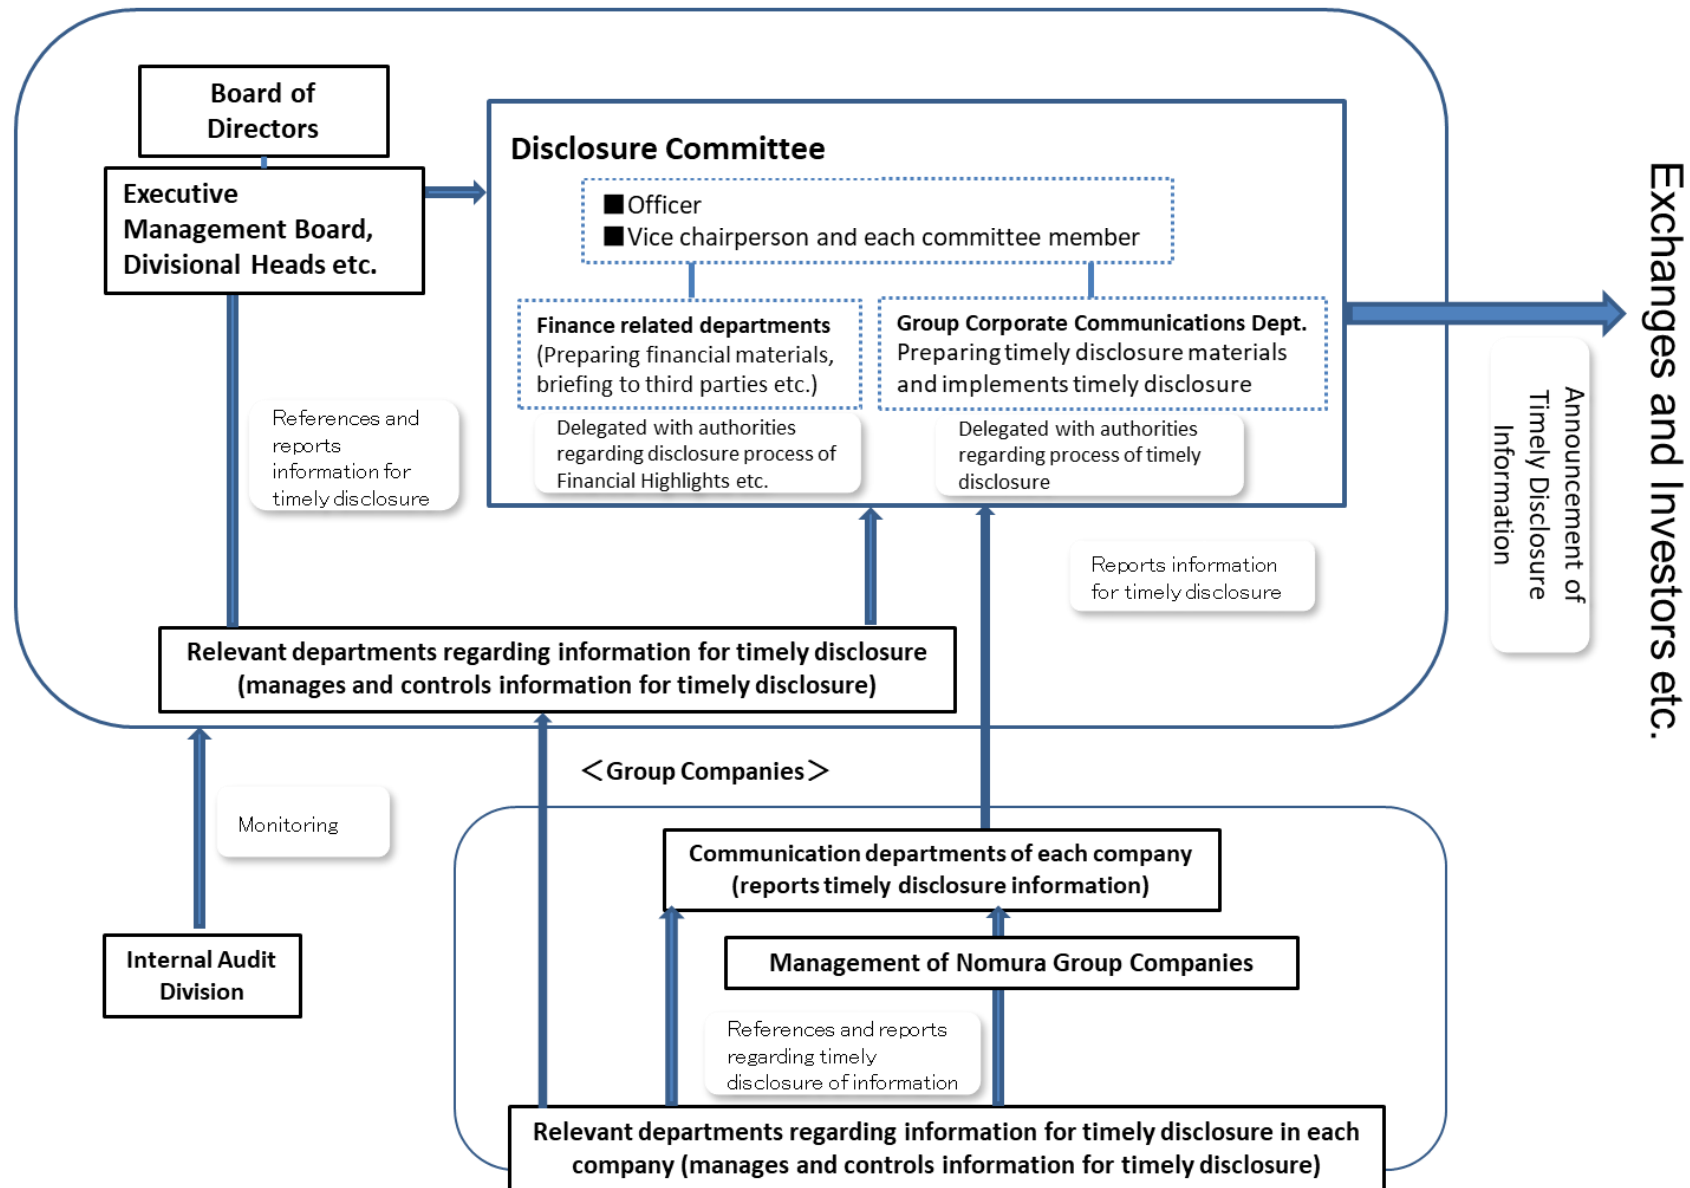 Board of
Directors
Executive
Management Board,
Divisional Heads etc.
Disclosure Committee
■Officer
■Vice chairperson and each committee member
Finance related departments
(Preparing financial materials,
briefing to third parties etc.)
Group Corporate Communications Dept.
Preparing timely disclosure materials
and implements timely disclosure
Delegated with authorities
regarding disclosure process of
Financial Highlights etc.
Delegated with authorities
regarding process of timely
disclosure
References and
reports
information for
timely disclosure
Reports information
for timely disclosure
Exchanges and Investors etc.
Announcement of
Timely Disclosure
Information
Relevant departments regarding information for timely disclosure
(manages and controls information for timely disclosure)
Monitoring
Internal Audit
Division
＜Group Companies＞
Communication departments of each company
(reports timely disclosure information)
Management of Nomura Group Companies
References and reports
regarding timely
disclosure of information
Relevant departments regarding information for timely disclosure in each
company (manages and controls information for timely disclosure)